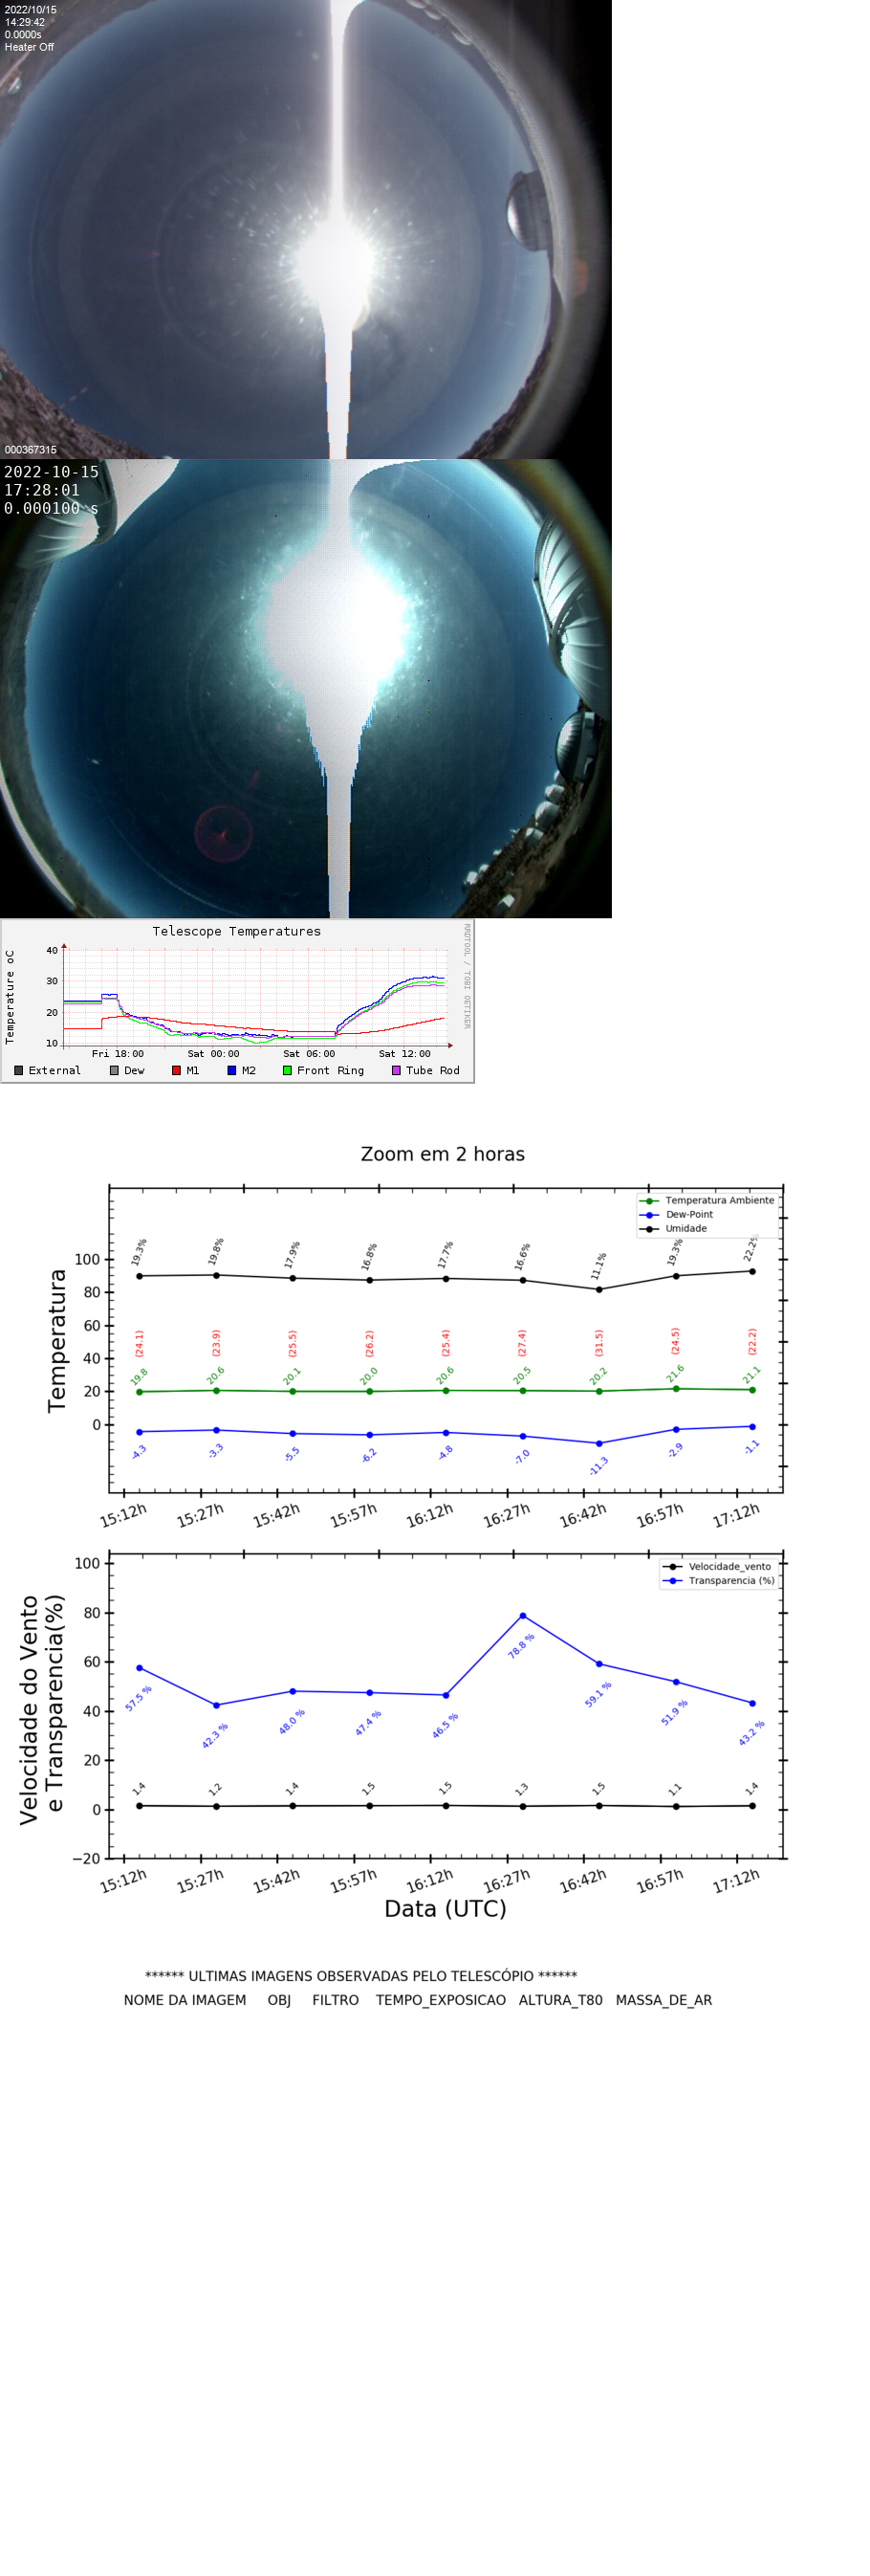 2022/10/15
14:29:42
0.0000s
Heater Off
000367315
2022-10-15
17:28:01
0.000100 s
Telescope Temperatures
RRDTOOL / TOBI OETIKER
Temperature oC
40
30
20
10
Fri 18:00 Sat 00:00 Sat 06:00 Sat 12:00
External Dew M1 M2 Front Ring Tube Rod
Zoom em 2 horas
Temperatura Ambiente
Dew-Point
Umidade
Temperatura
100
80
60
40
20
0
19.3% 19.8% 17.9% 16.8% 17.7% 16.6% 11.1% 19.3% 22.2%
(24.1) (23.9) (25.5) (26.2) (25.4) (27.4) (31.5) (24.5) (22.2)
19.8 20.6 20.1 20.0 20.6 20.5 20.2 21.6 21.1
-4.3 -3.3 -5.5 -6.2 -4.8 -7.0 -11.3 -2.9 -1.1
15:12h 15:27h 15:42h 15:57h 16:12h 16:27h 16:42h 16:57h 17:12h
Velocidade_vento
Transparencia (%)
Velocidade do Vento
e Transparencia(%)
100
80
60
40
20
0
−20
57.5 % 42.3 % 48.0 % 47.4 % 46.5 % 78.8 % 59.1 % 51.9 % 43.2 %
1.4 1.2 1.4 1.5 1.5 1.3 1.5 1.1 1.4
15:12h 15:27h 15:42h 15:57h 16:12h 16:27h 16:42h 16:57h 17:12h
Data (UTC)
****** ULTIMAS IMAGENS OBSERVADAS PELO TELESCÓPIO ******
NOME DA IMAGEM OBJ FILTRO TEMPO_EXPOSICAO ALTURA_T80 MASSA_DE_AR